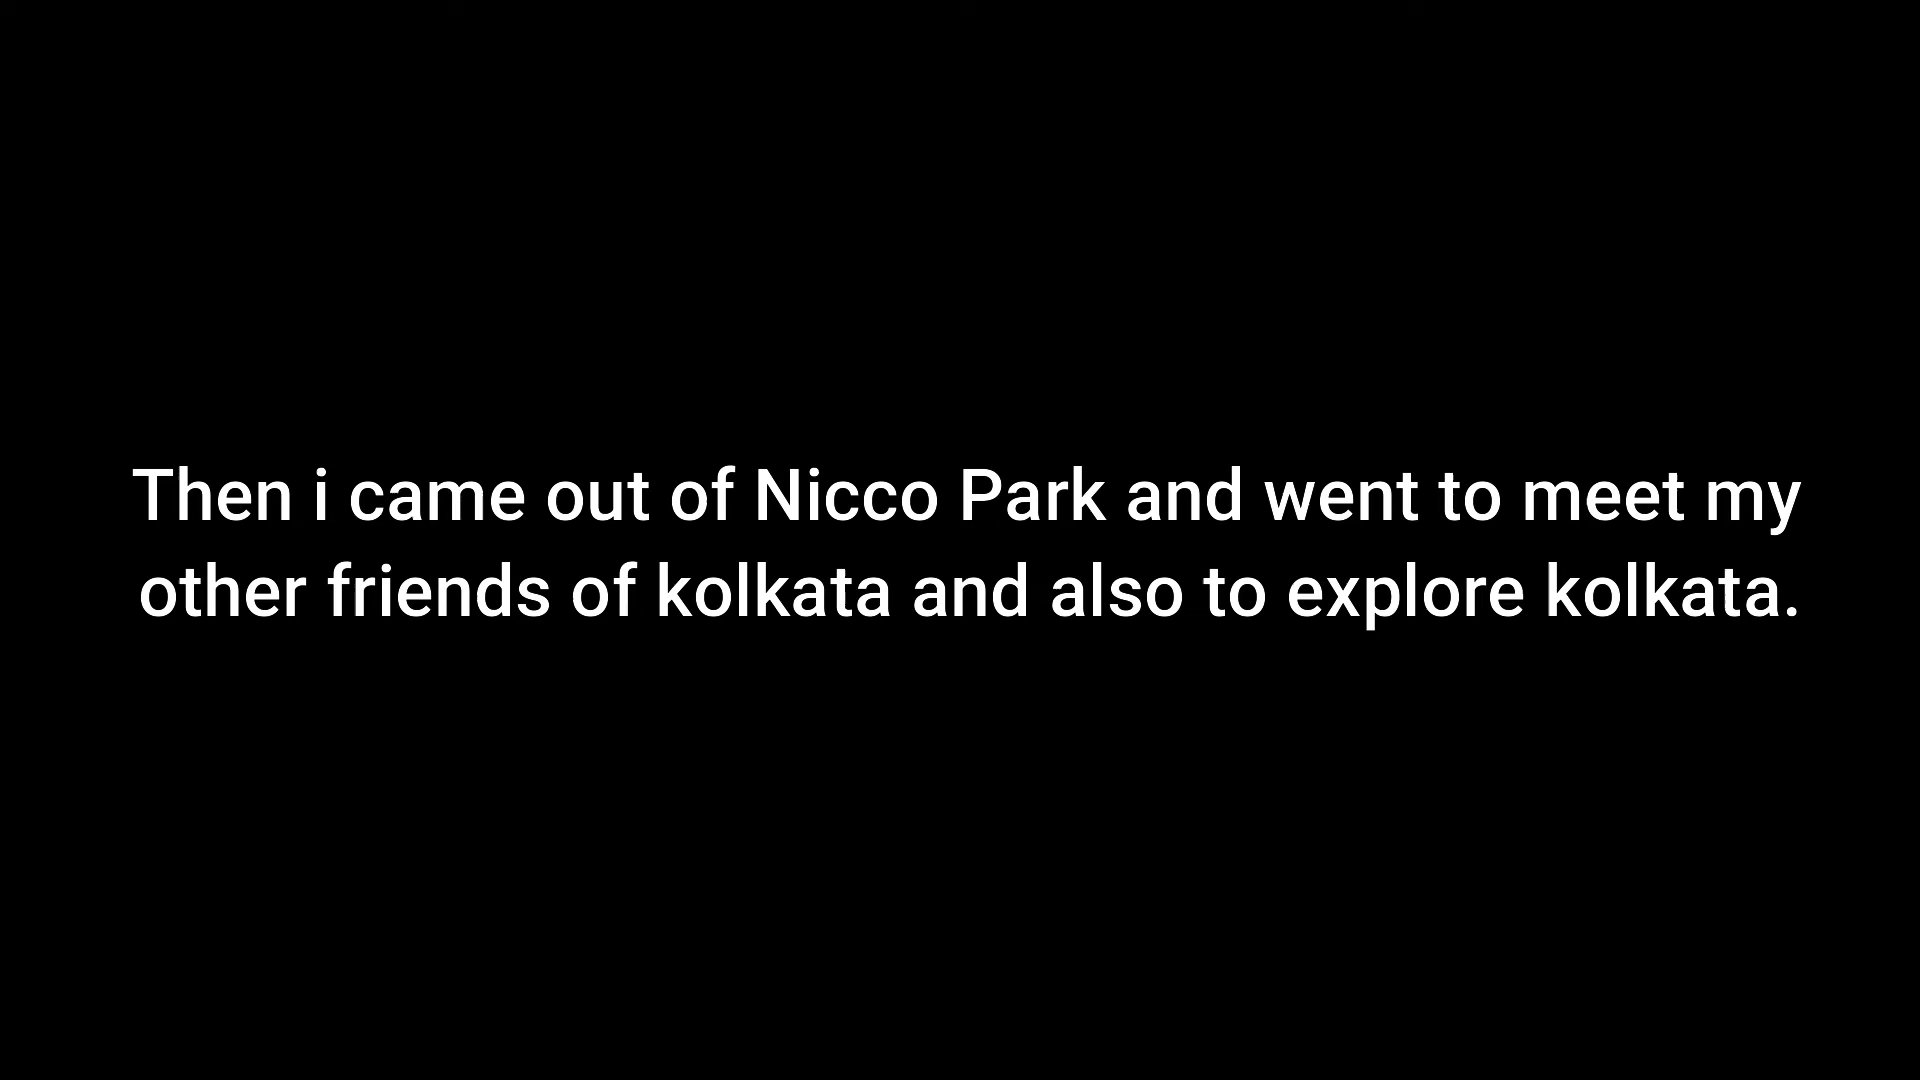 Then i came out of Nicco Park and went to meet my
other friends of kolkata and also to explore kolkata.